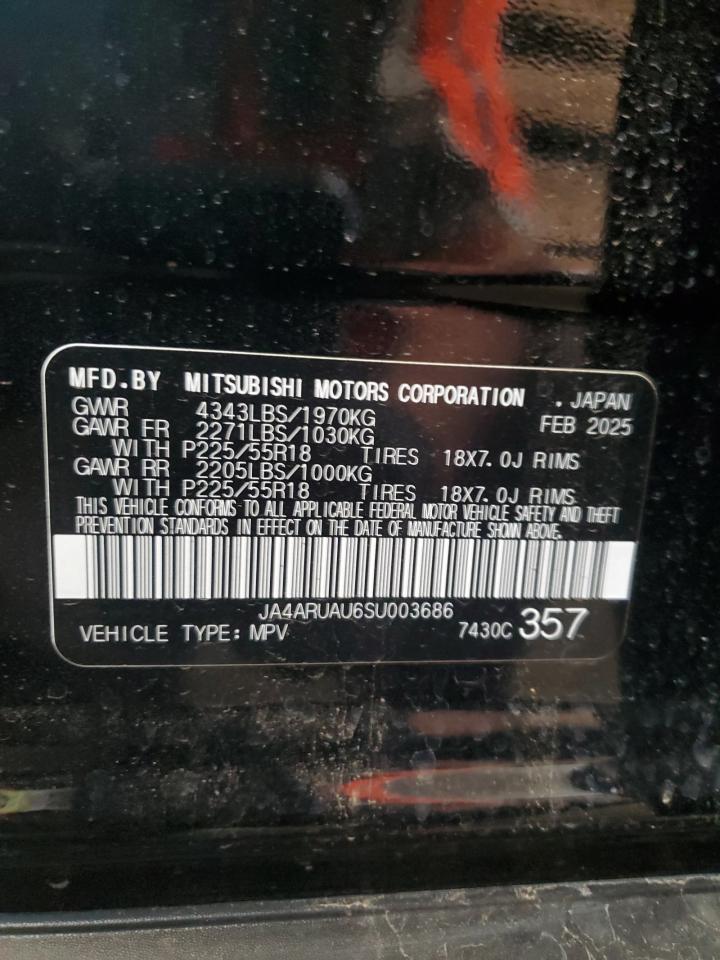 MFD.BY MITSUBISHI MOTORS CORPORATION . JAPAN
GVWR 4343LBS/1970KG FEB 2025
GAWR FR 2271LBS/1030KG
WITH P225/55R18 TIRES 18X7.0J RIMS
GAWR RR 2205LBS/1000KG
WITH P225/55R18 TIRES 18X7.0J RIMS
THIS VEHICLE CONFORMS TO ALL APPLICABLE FEDERAL MOTOR VEHICLE SAFETY AND THEFT
PREVENTION STANDARDS IN EFFECT ON THE DATE OF MANUFACTURE SHOWN ABOVE.
JA4ARUAU6SU003686
VEHICLE TYPE: MPV 7430C 357